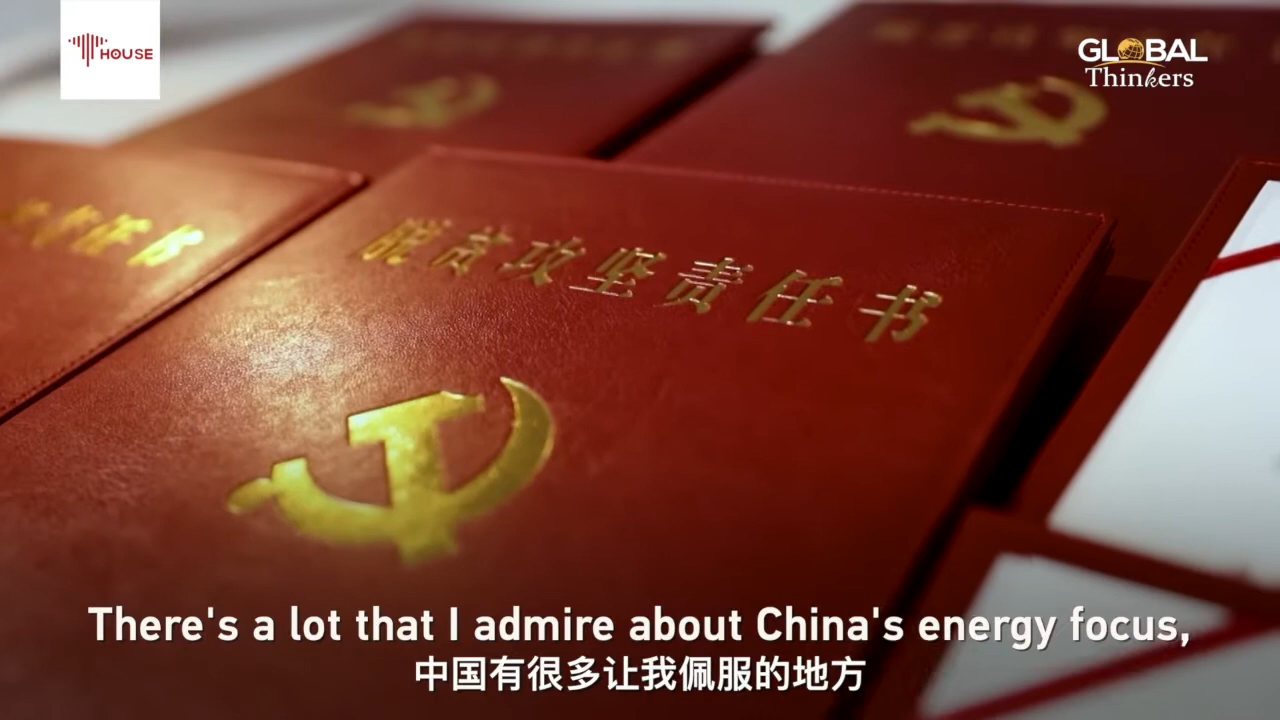 HOUSE
GLOBAL
Thinkers
脱贫攻坚责任书
There's a lot that I admire about China's energy focus,
中国有很多让我佩服的地方